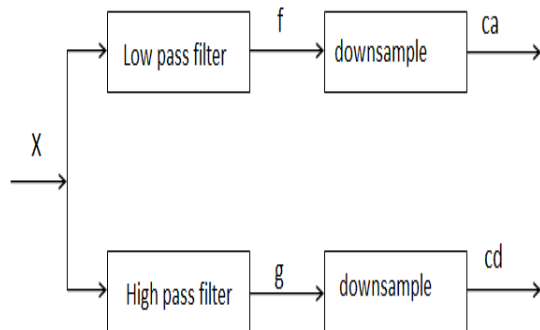 f
ca
Low pass filter
downsample
X
g
cd
High pass filter
downsample